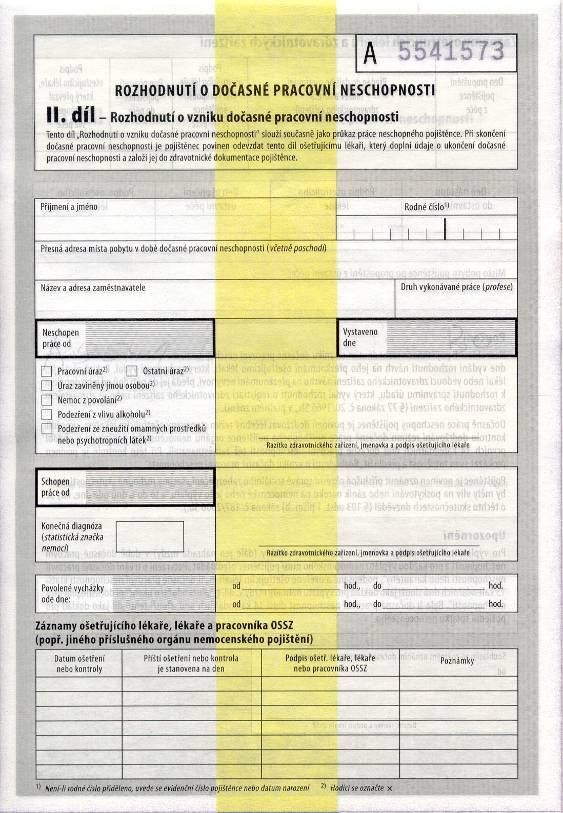 A 5541573
ROZHODNUTÍ O DOČASNÉ PRACOVNÍ NESCHOPNOSTI
II. díl – Rozhodnutí o vzniku dočasné pracovní neschopnosti
Tento díl „Rozhodnutí o vzniku dočasné pracovní neschopnosti“ slouží současně jako průkaz práce neschopného pojištěnce. Při skončení
dočasné pracovní neschopnosti je pojištěnec povinen odevzdat tento díl ošetřujícímu lékaři, který doplní údaje o ukončení dočasné
pracovní neschopnosti a založí jej do zdravotnické dokumentace pojištěnce.
Příjmení a jméno
Rodné číslo1)
Přesná adresa místa pobytu v době dočasné pracovní neschopnosti (včetně poschodí)
Název a adresa zaměstnavatele
Druh vykonávané práce (profese)
Neschopen
práce od
Vystaveno
dne
Pracovní úraz2) Ostatní úraz2)
Úraz zaviněný jinou osobou2)
Nemoc z povolání2)
Podezření z vlivu alkoholu2)
Podezření ze zneužití omamných prostředků
nebo psychotropních látek2)
Razítko zdravotnického zařízení, jmenovka a podpis ošetřujícího lékaře
Schopen
práce od
Konečná diagnóza
(statistická značka
nemoci)
Razítko zdravotnického zařízení, jmenovka a podpis ošetřujícího lékaře
Povolené vycházky
ode dne:
od hod., do hod.
od hod., do hod.
Záznamy ošetřujícího lékaře, lékaře a pracovníka OSSZ
(popř. jiného příslušného orgánu nemocenského pojištění)
Datum ošetření
nebo kontroly
Příští ošetření nebo kontrola
je stanovena na den
Podpis ošetř. lékaře, lékaře
nebo pracovníka OSSZ
Poznámky
1) Není-li rodné číslo přiděleno, uvede se evidenční číslo pojištěnce nebo datum narození 2) Hodící se označte ×